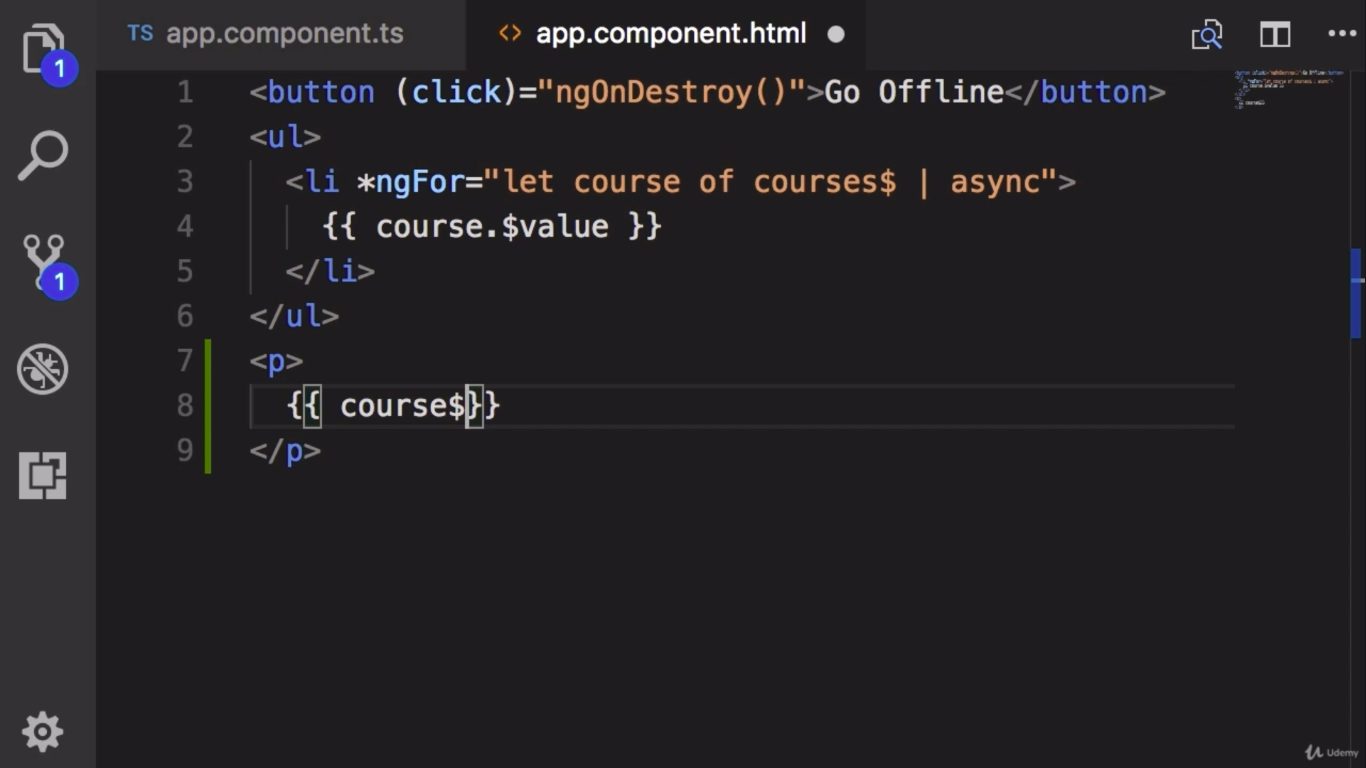 TS app.component.ts <> app.component.html
1
1
1 <button (click)="ngOnDestroy()">Go Offline</button>
2 <ul>
3 <li *ngFor="let course of courses$ | async">
4 {{ course.$value }}
5 </li>
6 </ul>
7 <p>
8 {{ course$}}
9 </p>
Udemy